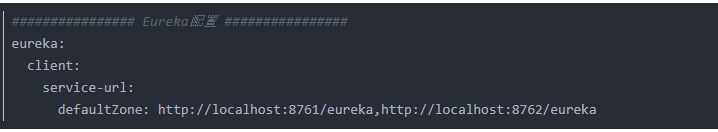 ################ Eureka配置 ################
eureka:
  client:
    service-url:
      defaultZone: http://localhost:8761/eureka,http://localhost:8762/eureka